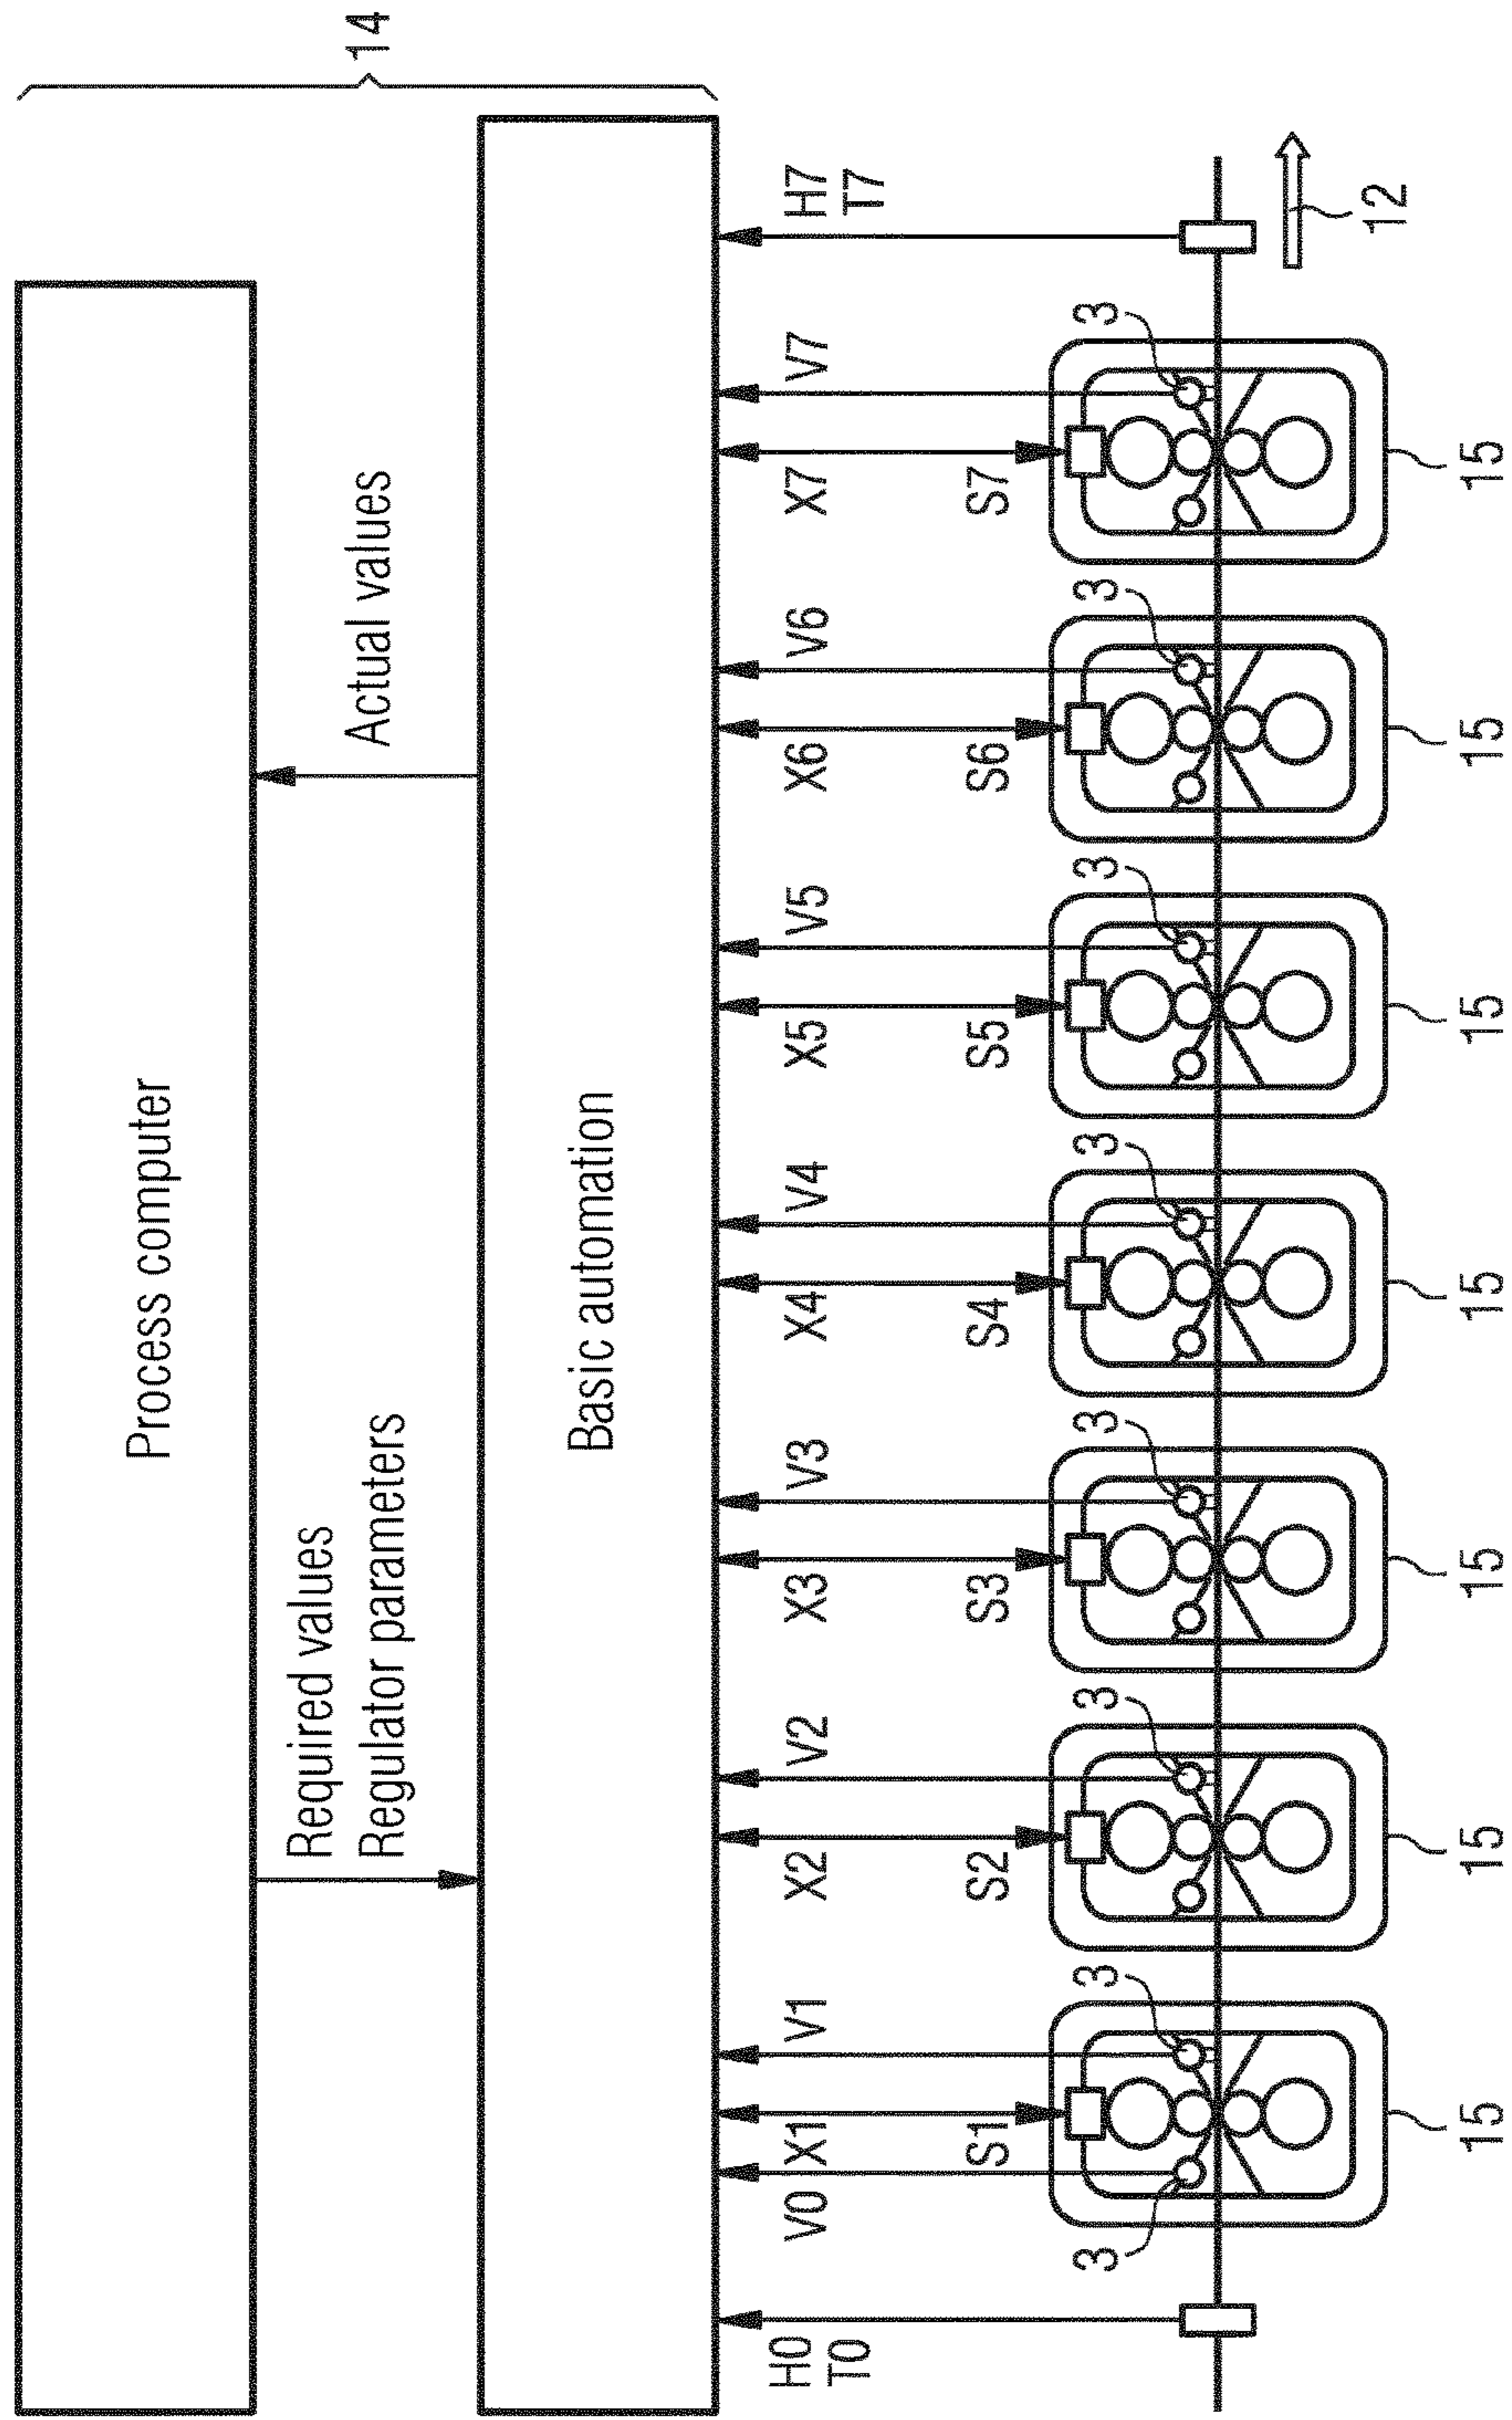 14
Process computer
Required values
Regulator parameters
Actual values
Basic automation
H0
T0
V0
X1
V1
X2
V2
X3
V3
X4
V4
X5
V5
X6
V6
X7
V7
H7
T7
S1
S2
S3
S4
S5
S6
S7
3
3
3
3
3
3
3
3
12
15
15
15
15
15
15
15